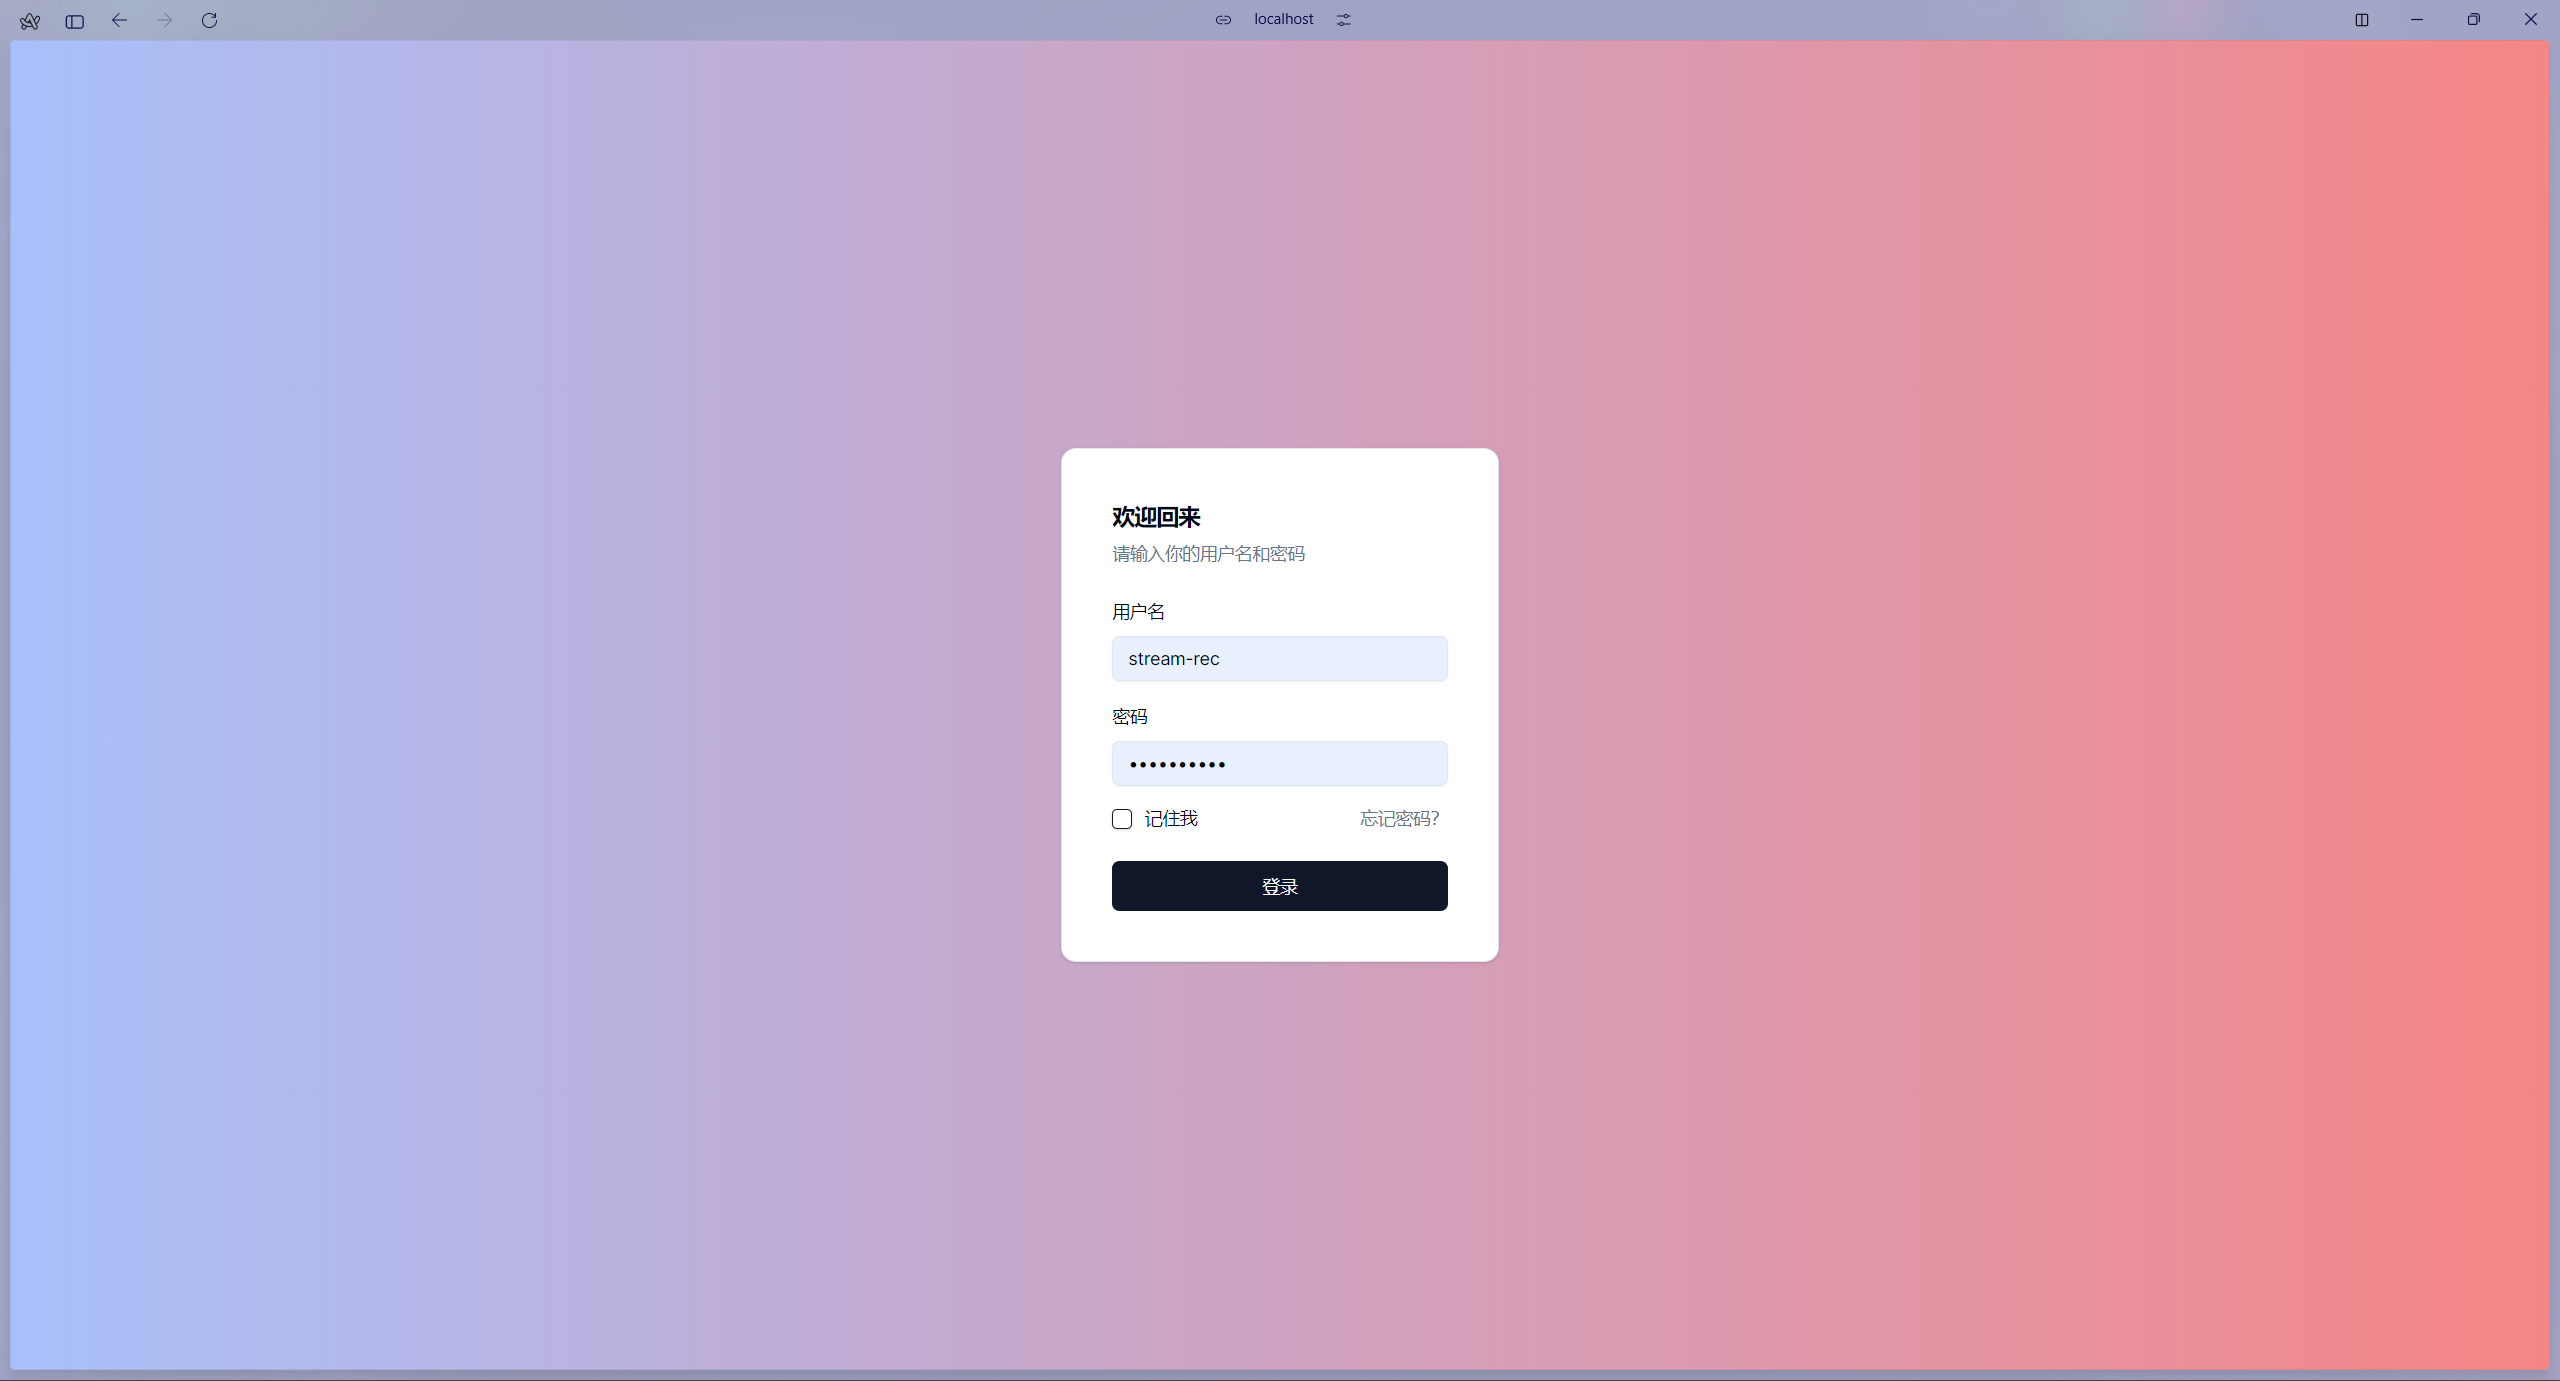 localhost
欢迎回来
请输入你的用户名和密码
用户名
stream-rec
密码
••••••••••
记住我
忘记密码?
登录